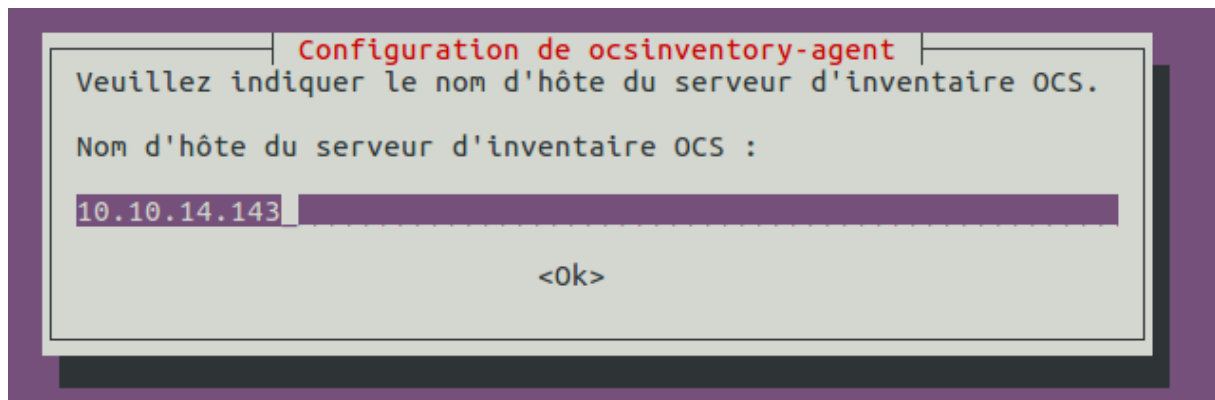 Configuration de ocsinventory-agent
Veuillez indiquer le nom d'hôte du serveur d'inventaire OCS.
Nom d'hôte du serveur d'inventaire OCS :
10.10.14.143_
<Ok>